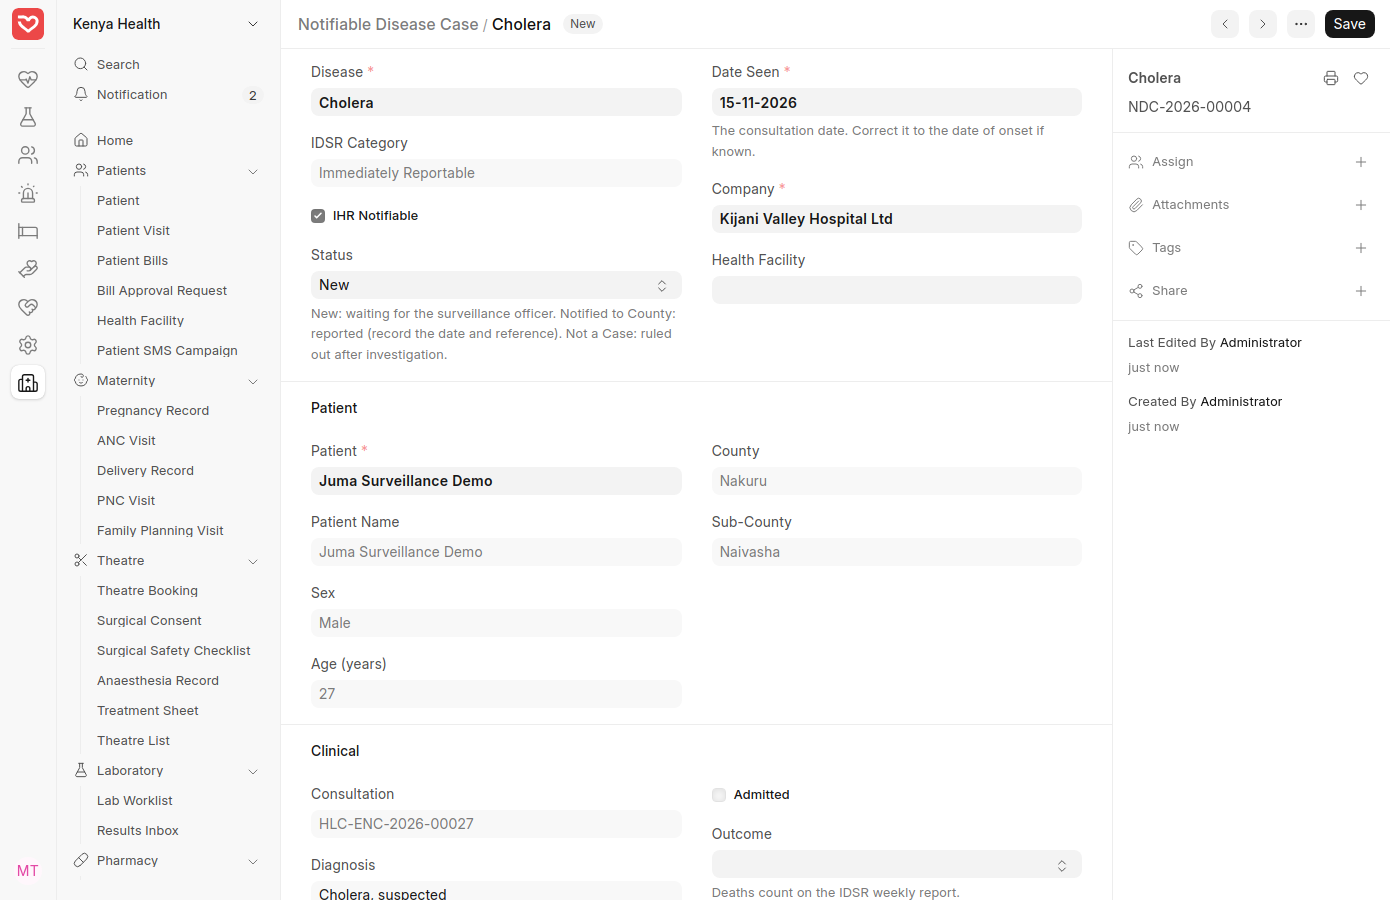 Kenya Health
Search
Notification 2
Home
Patients
Patient
Patient Visit
Patient Bills
Bill Approval Request
Health Facility
Patient SMS Campaign
Maternity
Pregnancy Record
ANC Visit
Delivery Record
PNC Visit
Family Planning Visit
Theatre
Theatre Booking
Surgical Consent
Surgical Safety Checklist
Anaesthesia Record
Treatment Sheet
Theatre List
Laboratory
Lab Worklist
Results Inbox
Pharmacy
MT
Notifiable Disease Case / Cholera New
Save
Disease *
Cholera
IDSR Category
Immediately Reportable
IHR Notifiable
Status
New
New: waiting for the surveillance officer. Notified to County:
reported (record the date and reference). Not a Case: ruled
out after investigation.
Date Seen *
15-11-2026
The consultation date. Correct it to the date of onset if
known.
Company *
Kijani Valley Hospital Ltd
Health Facility
Patient
Patient *
Juma Surveillance Demo
Patient Name
Juma Surveillance Demo
Sex
Male
Age (years)
27
County
Nakuru
Sub-County
Naivasha
Clinical
Consultation
HLC-ENC-2026-00027
Diagnosis
Cholera, suspected
Admitted
Outcome
Deaths count on the IDSR weekly report.
Cholera
NDC-2026-00004
Assign
Attachments
Tags
Share
Last Edited By Administrator
just now
Created By Administrator
just now